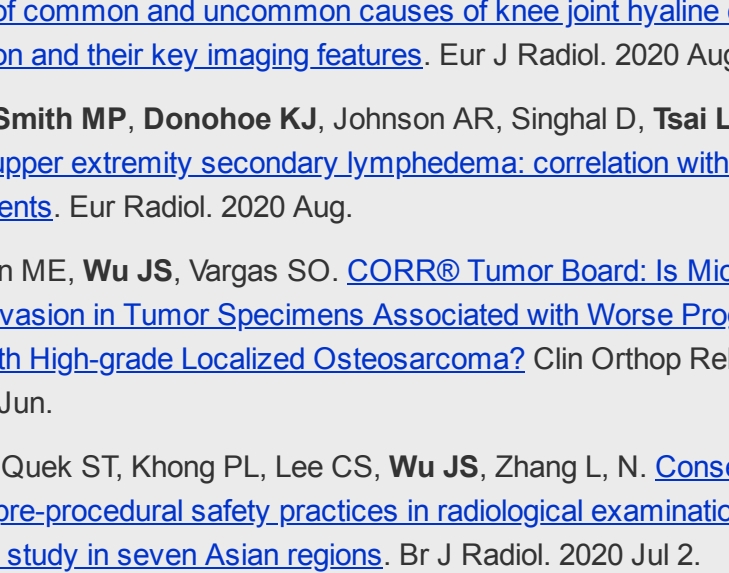 of common and uncommon causes of knee joint hyaline
on and their key imaging features. Eur J Radiol. 2020 Aug
Smith MP, Donohoe KJ, Johnson AR, Singhal D, Tsai L
upper extremity secondary lymphedema: correlation with
ents. Eur Radiol. 2020 Aug.
n ME, Wu JS, Vargas SO. CORR® Tumor Board: Is Mic
vasion in Tumor Specimens Associated with Worse Pro
th High-grade Localized Osteosarcoma? Clin Orthop Rel
Jun.
Quek ST, Khong PL, Lee CS, Wu JS, Zhang L, N. Conse
pre-procedural safety practices in radiological examinatio
study in seven Asian regions. Br J Radiol. 2020 Jul 2.